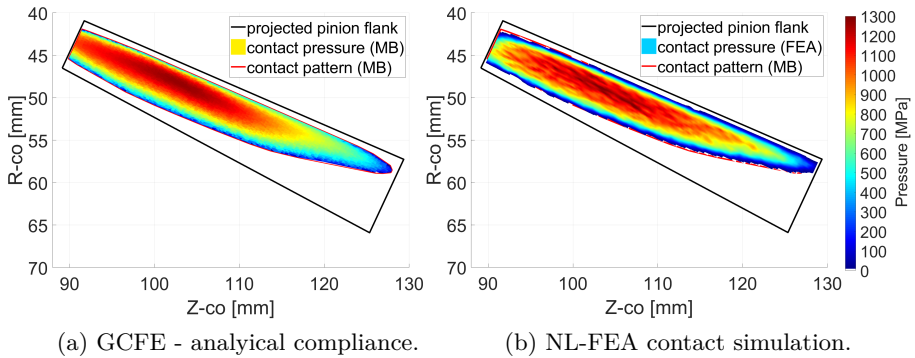 40
45
50
55
60
65
70
R-co [mm]
90
100
110
120
130
Z-co [mm]
projected pinion flank
contact pressure (MB)
contact pattern (MB)
(a) GCFE - analyical compliance.
40
45
50
55
60
65
70
R-co [mm]
90
100
110
120
130
Z-co [mm]
projected pinion flank
contact pressure (FEA)
contact pattern (MB)
(b) NL-FEA contact simulation.
1300
1200
1100
1000
900
800
700
600
500
400
300
200
100
0
Pressure [MPa]